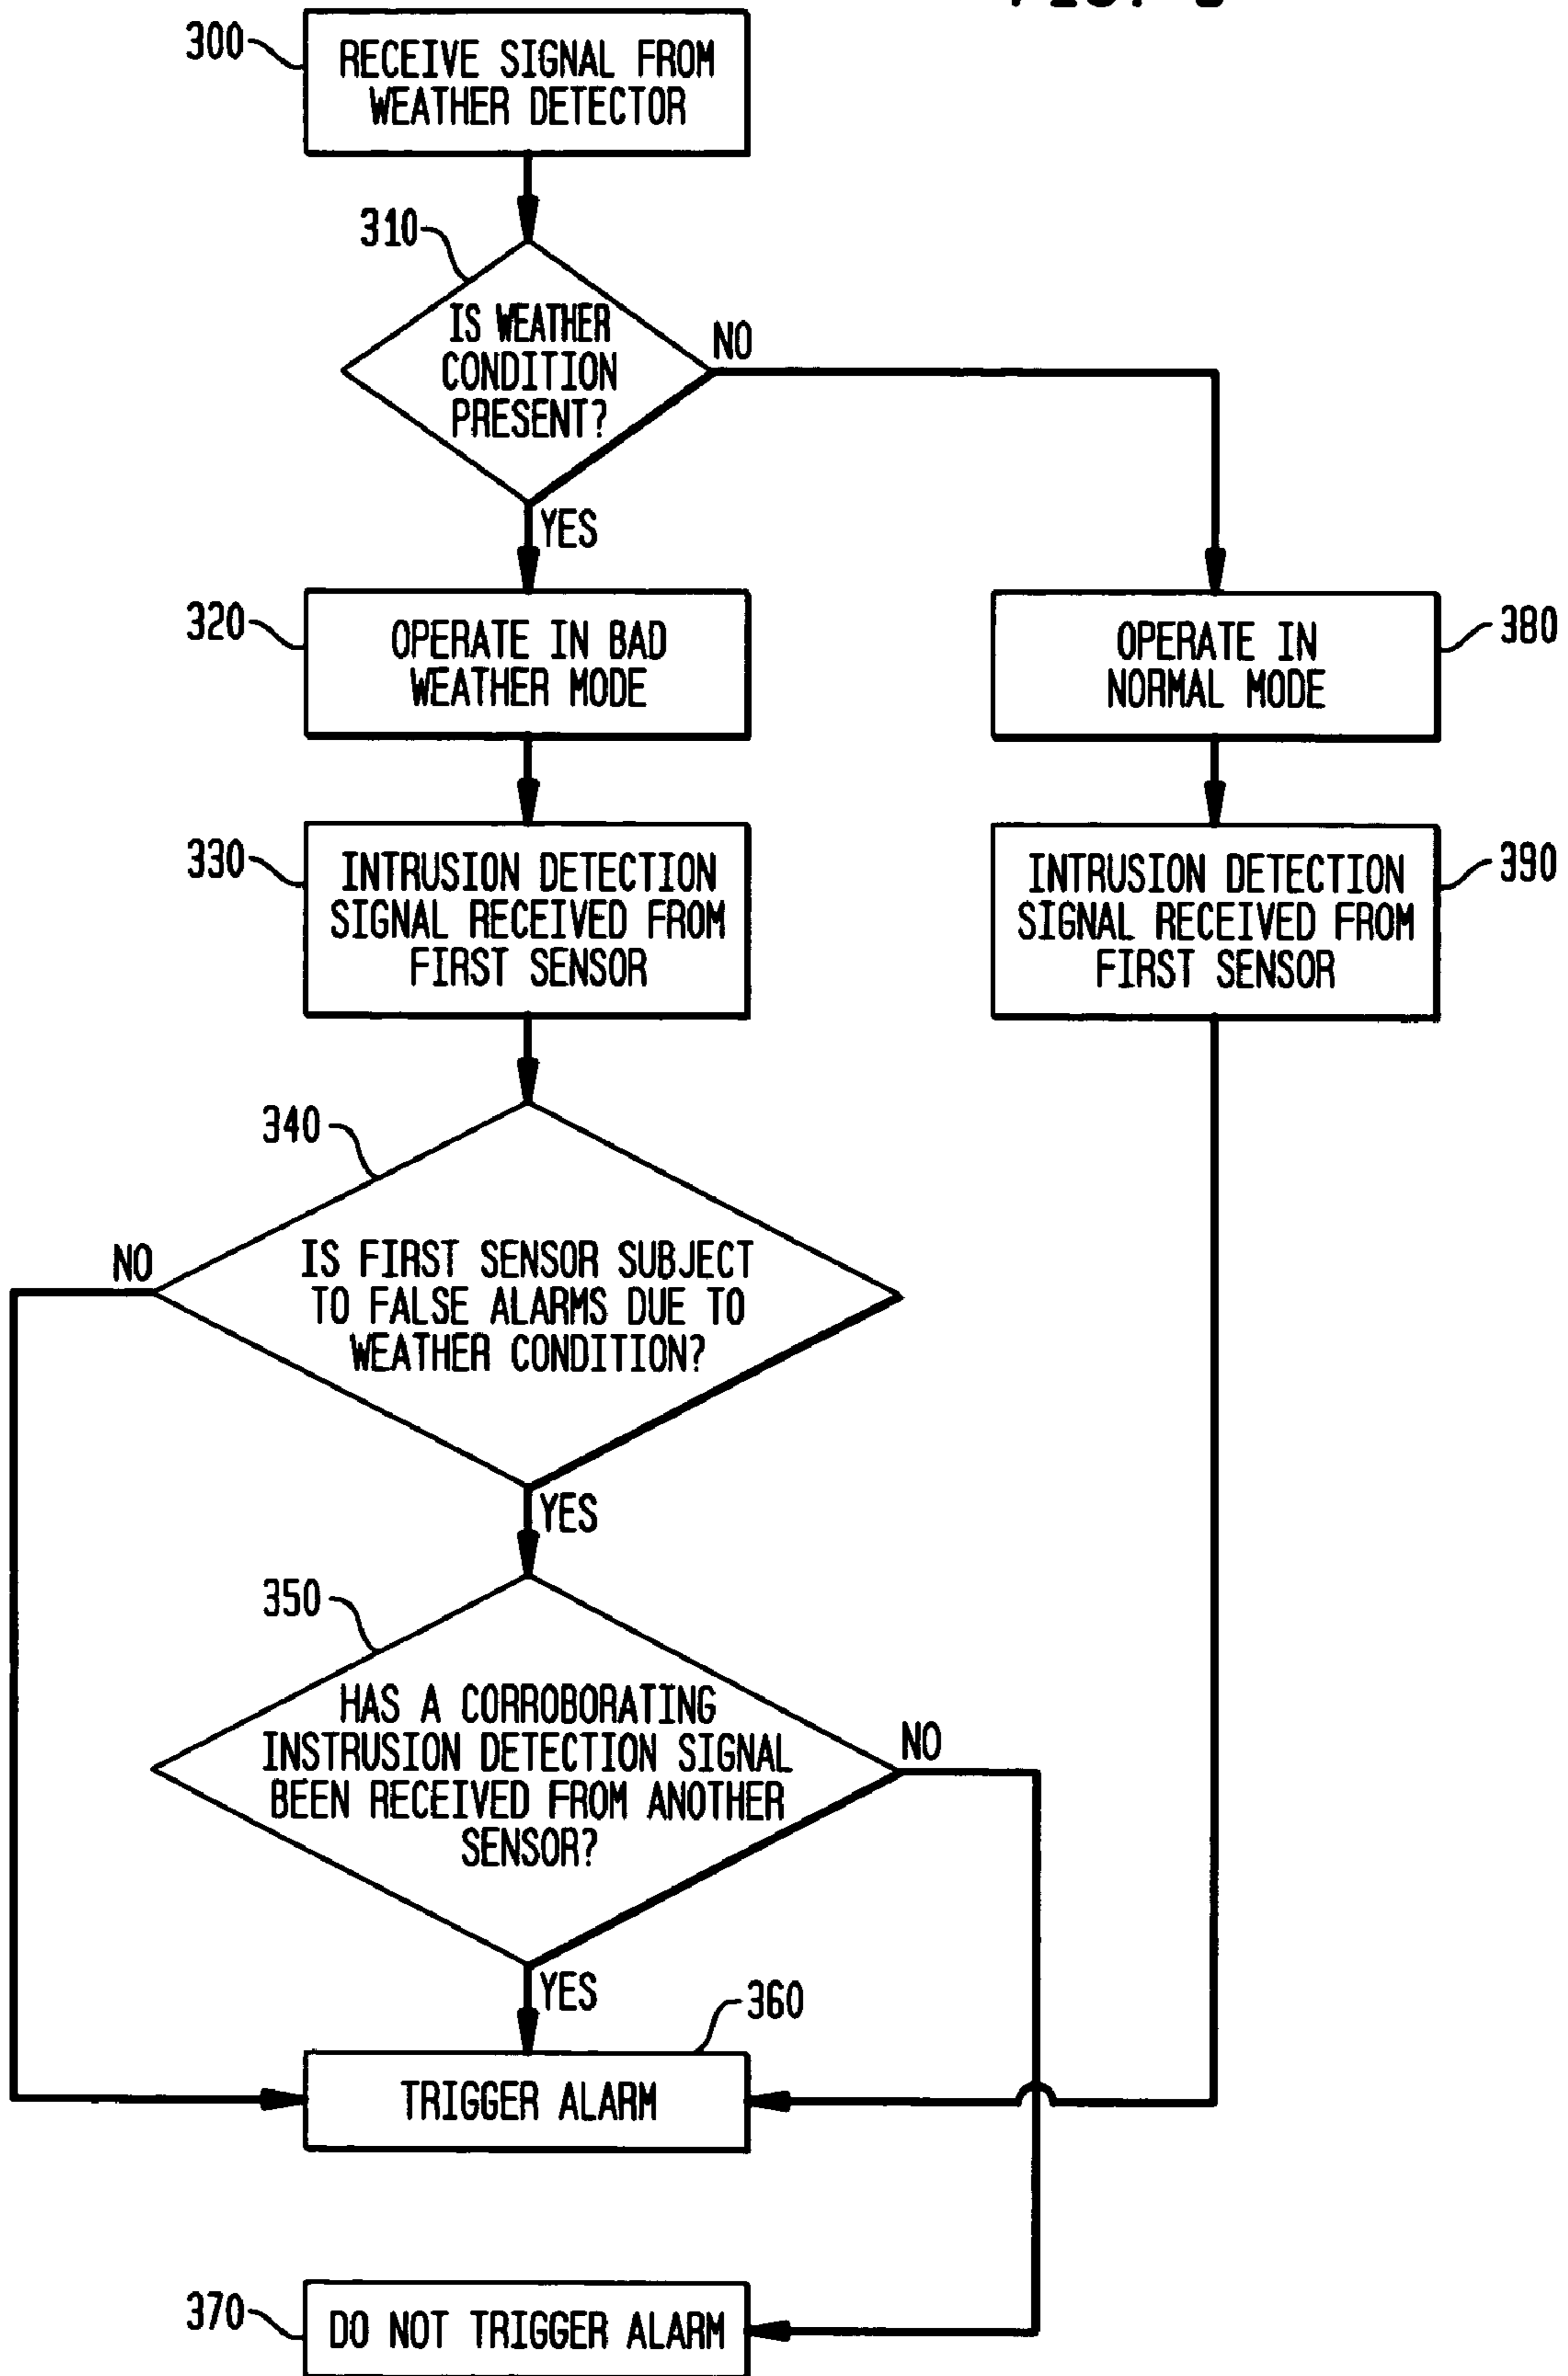 300
RECEIVE SIGNAL FROM
WEATHER DETECTOR
310
IS WEATHER
CONDITION
PRESENT?
NO
YES
320
OPERATE IN BAD
WEATHER MODE
OPERATE IN
NORMAL MODE
380
330
INTRUSION DETECTION
SIGNAL RECEIVED FROM
FIRST SENSOR
INTRUSION DETECTION
SIGNAL RECEIVED FROM
FIRST SENSOR
390
340
NO
IS FIRST SENSOR SUBJECT
TO FALSE ALARMS DUE TO
WEATHER CONDITION?
YES
350
HAS A CORROBORATING
INSTRUSION DETECTION SIGNAL
BEEN RECEIVED FROM ANOTHER
SENSOR?
NO
YES
360
TRIGGER ALARM
370
DO NOT TRIGGER ALARM